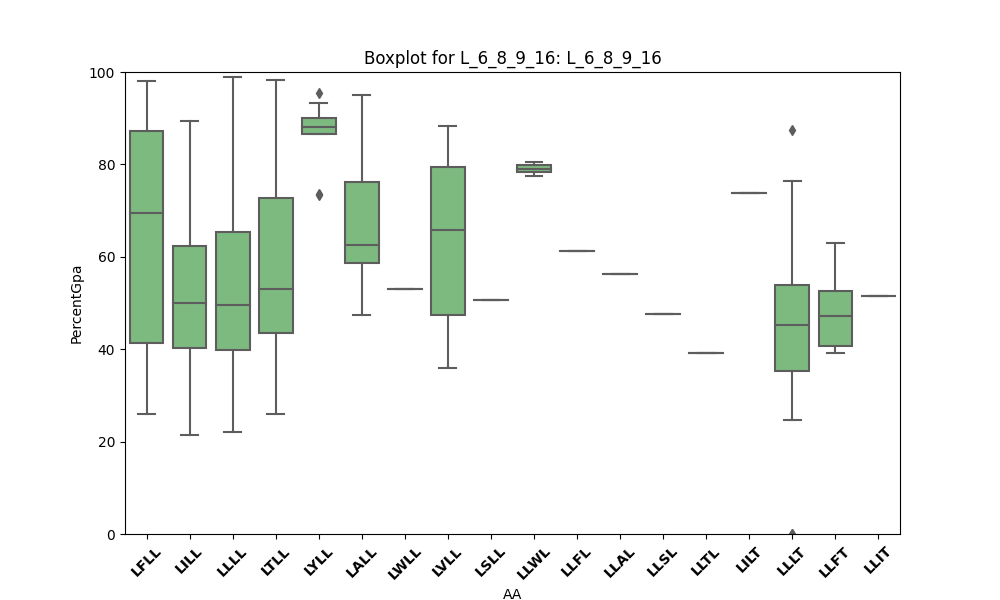 Boxplot for L_6_8_9_16: L_6_8_9_16
100
80
60
40
20
0
PercentGpa
LFLL LILL LLLL LTLL LYLL LALL LWLL LVLL LSLL LLWL LLFL LLAL LLSL LLTL LILT LLLT LLFT LLIT
AA